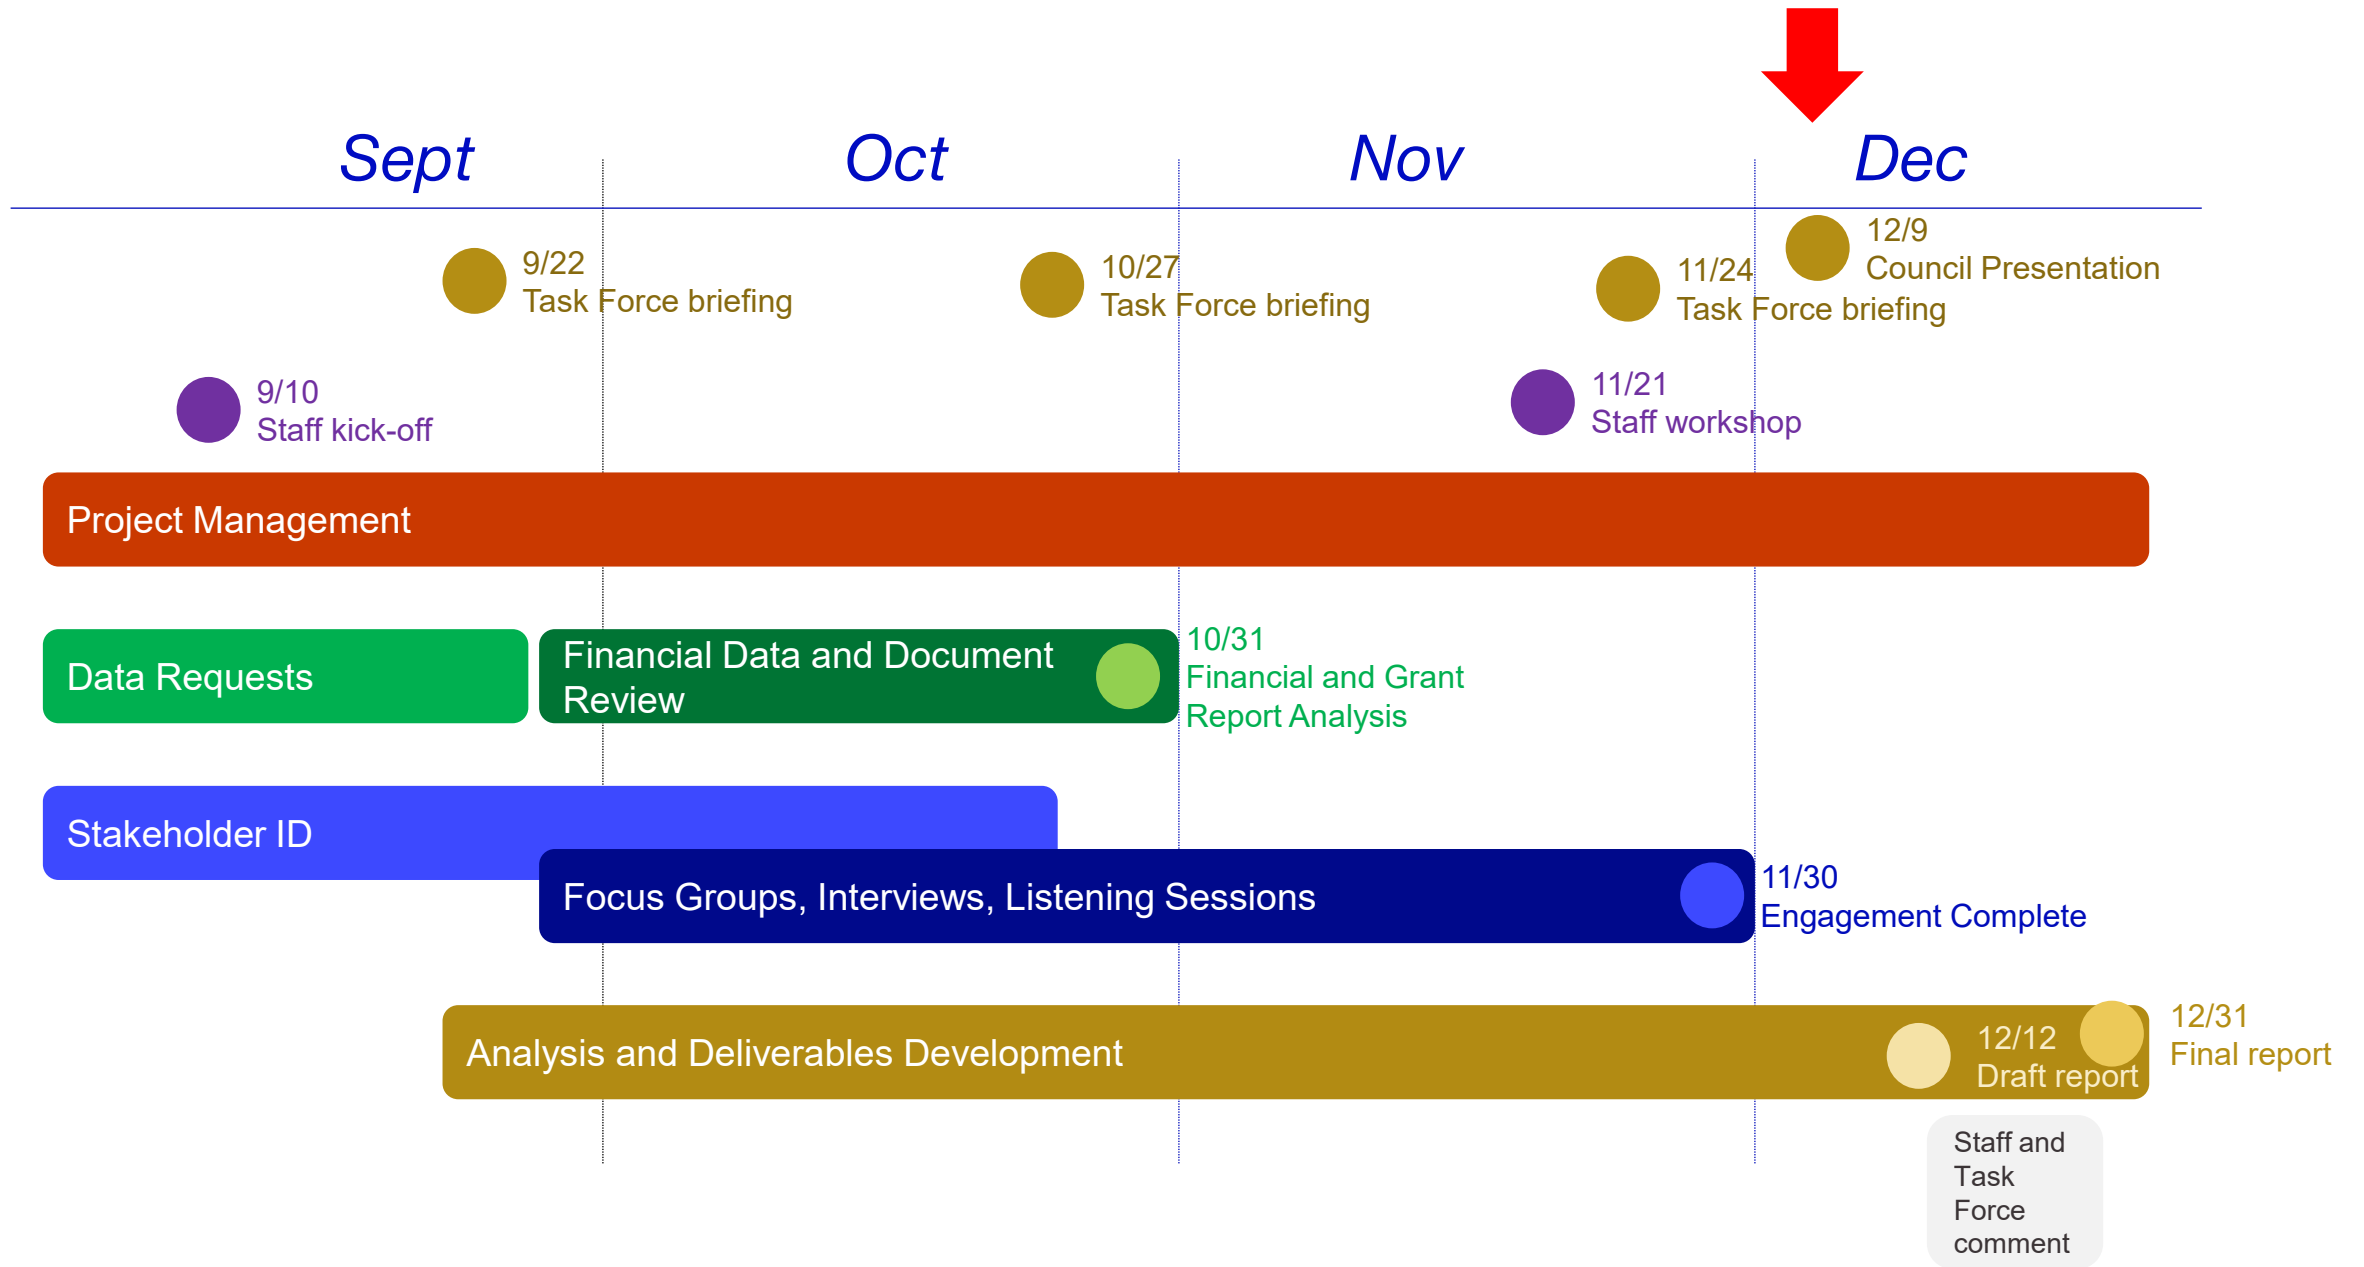 Sept
Oct
Nov
Dec
9/22
Task Force briefing
10/27
Task Force briefing
11/24
Task Force briefing
12/9
Council Presentation
9/10
Staff kick-off
11/21
Staff workshop
Project Management
Data Requests
Financial Data and Document
Review
10/31
Financial and Grant
Report Analysis
Stakeholder ID
Focus Groups, Interviews, Listening Sessions
11/30
Engagement Complete
Analysis and Deliverables Development
12/12
Draft report
12/31
Final report
Staff and
Task
Force
comment